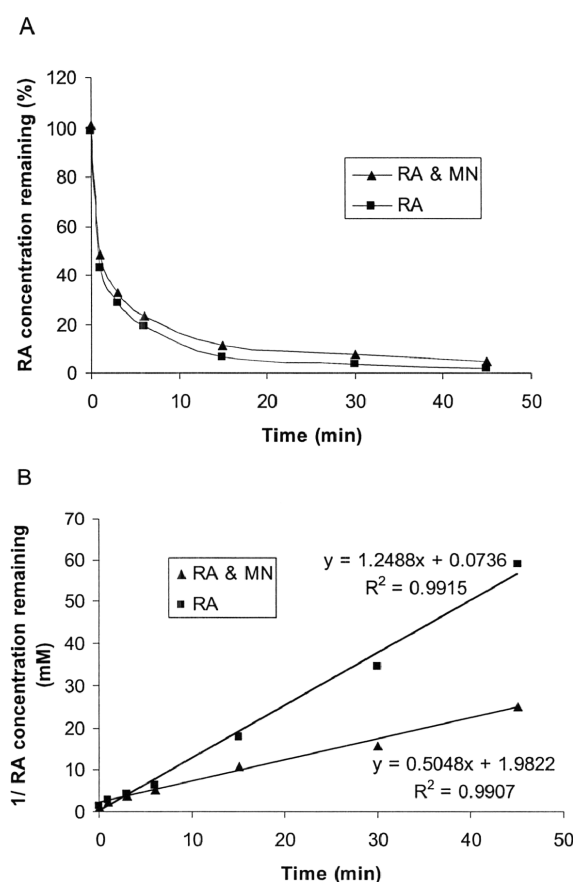 A
RA concentration remaining (%)
120
100
80
60
40
20
0
RA & MN
RA
0 10 20 30 40 50
Time (min)
B
1/ RA concentration remaining
(mM)
70
60
50
40
30
20
10
0
RA & MN
RA
y = 1.2488x + 0.0736
R² = 0.9915
y = 0.5048x + 1.9822
R² = 0.9907
0 10 20 30 40 50
Time (min)